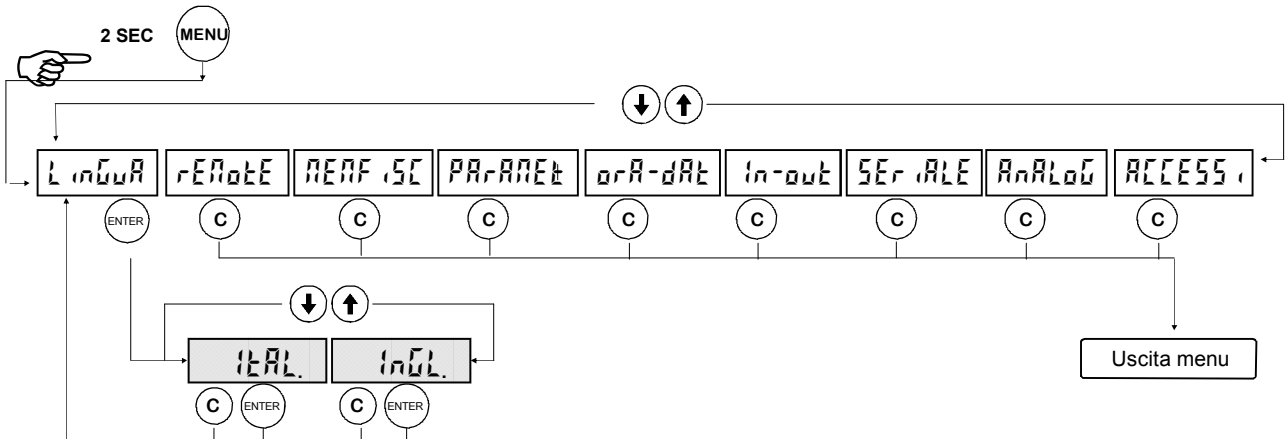 2 SEC MENU
LinGuA rEMotE MEMFiSC PArAMEt orA-dAt In-out SEriALE AnALoG ACCESSi
ENTER C C C C C C C C
ItAL. InGL.
Uscita menu
C ENTER C ENTER